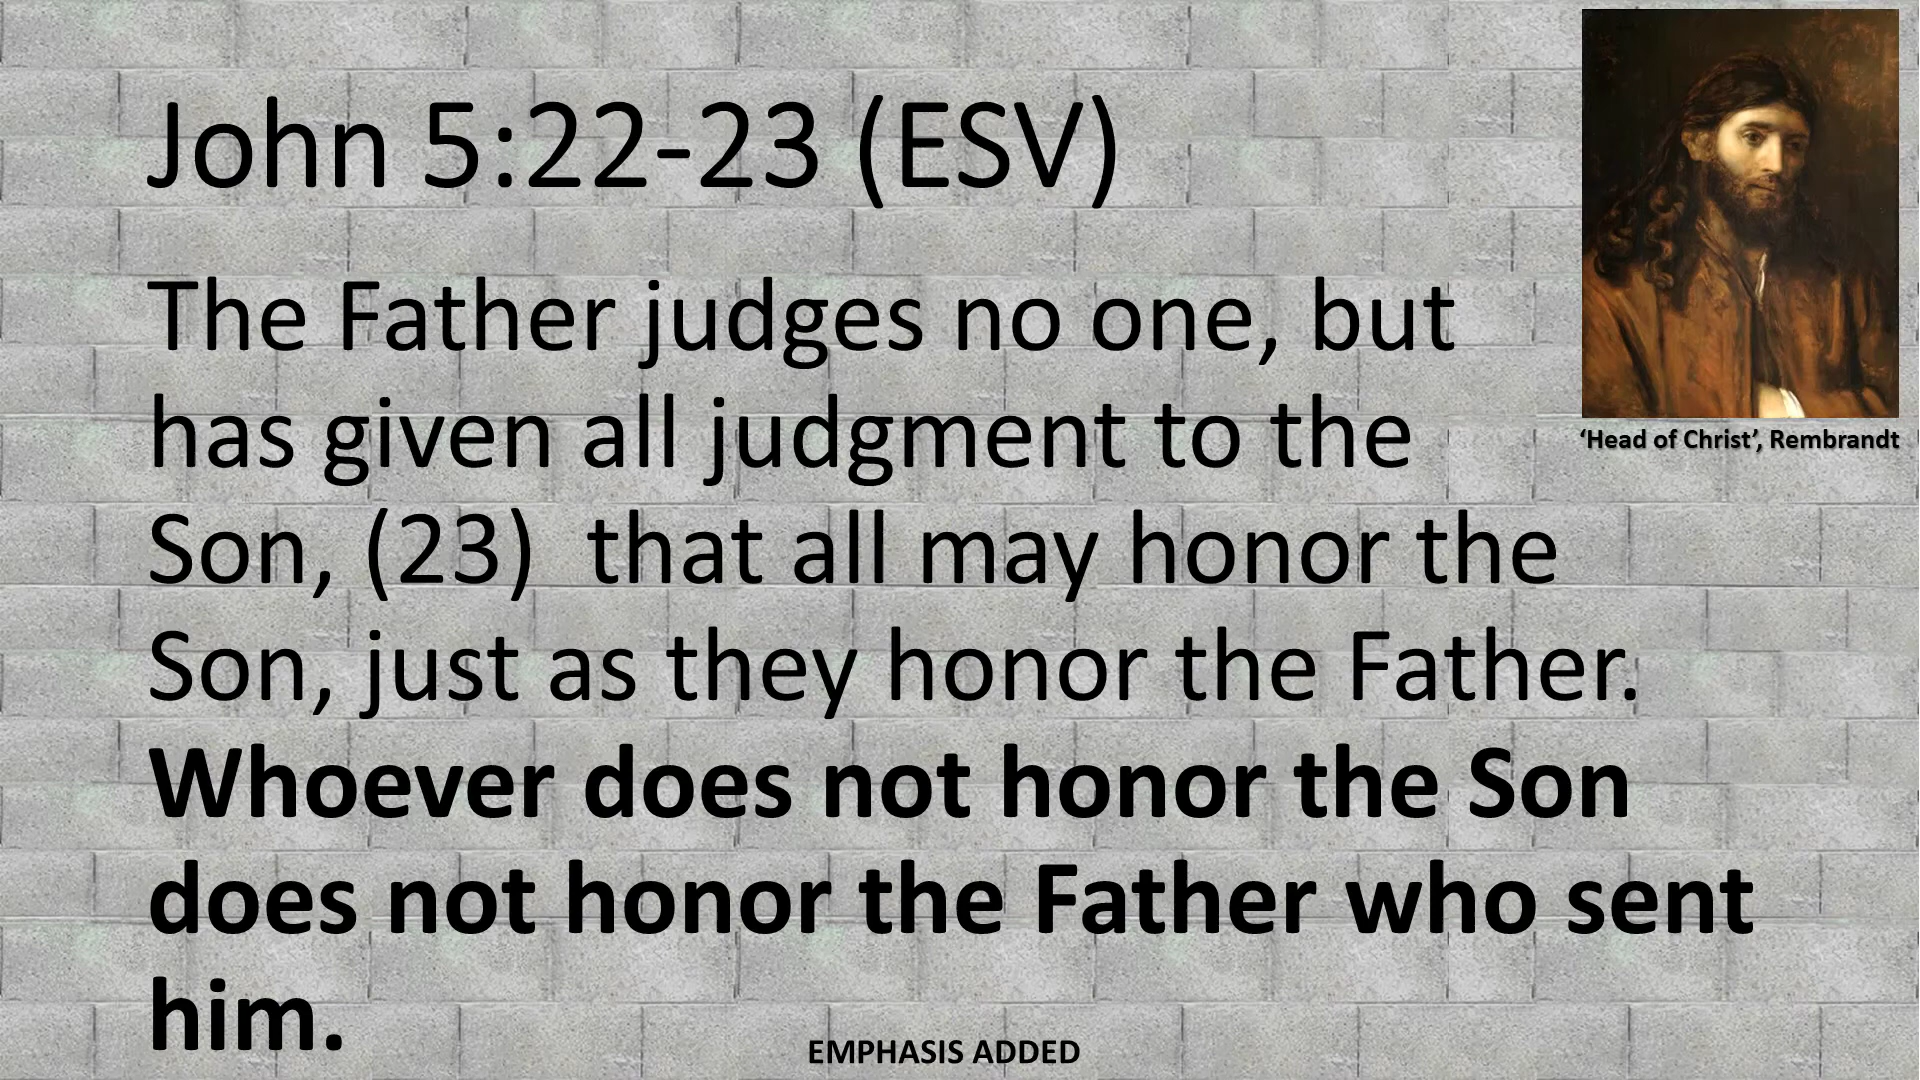 John 5:22-23 (ESV)
The Father judges no one, but
has given all judgment to the
Son, (23)  that all may honor the
Son, just as they honor the Father.
Whoever does not honor the Son
does not honor the Father who sent
him.
‘Head of Christ’, Rembrandt
EMPHASIS ADDED